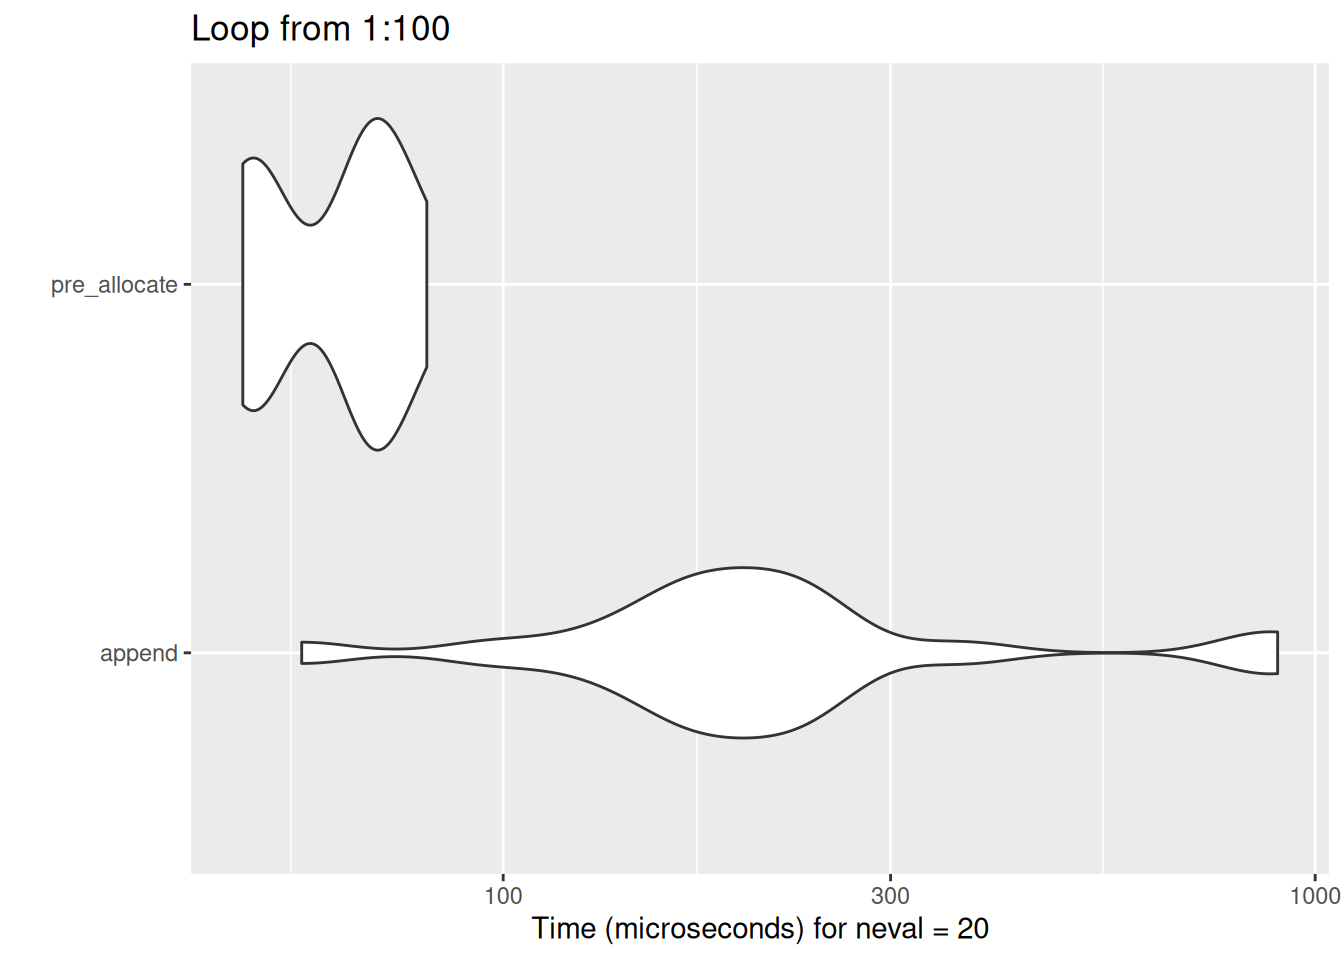 Loop from 1:100
pre_allocate
append
100
300
1000
Time (microseconds) for neval = 20